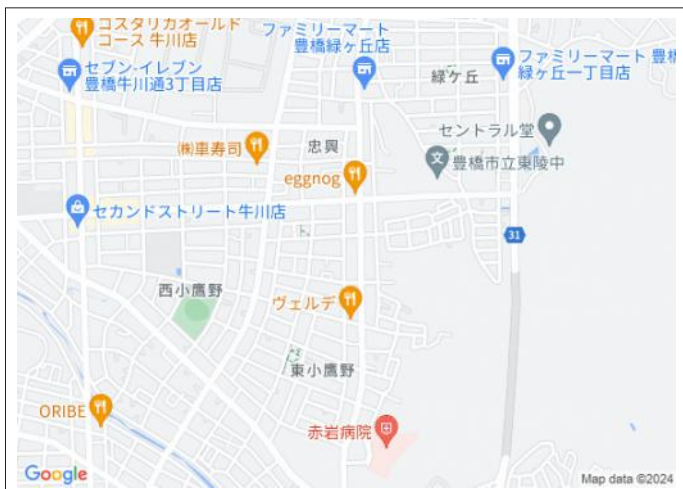 コスタリカオールド
コース 牛川店
ファミリーマート
豊橋緑ヶ丘店
セブン-イレブン
豊橋牛川通3丁目店
緑ケ丘
ファミリーマート 豊橋
緑ヶ丘一丁目店
セントラル堂
㈱車寿司
忠興
豊橋市立東陵中
eggnog
セカンドストリート牛川店
31
西小鷹野
ヴェルデ
東小鷹野
ORIBE
赤岩病院
Google
Map data ©2024